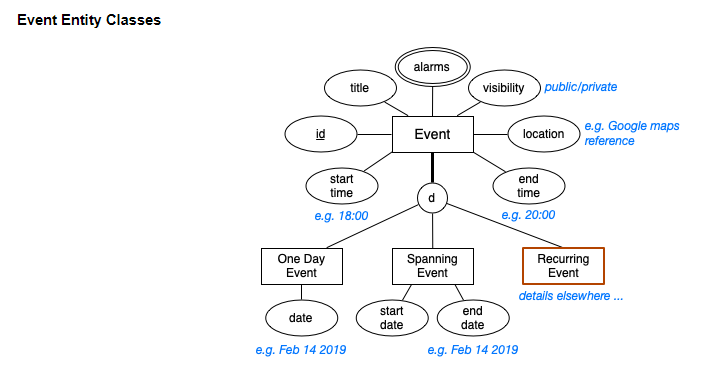 Event Entity Classes
alarms
title
visibility
public/private
id
Event
location
e.g. Google maps
reference
start
time
end
time
e.g. 18:00
d
e.g. 20:00
One Day
Event
Spanning
Event
Recurring
Event
details elsewhere ...
date
start
date
end
date
e.g. Feb 14 2019
e.g. Feb 14 2019